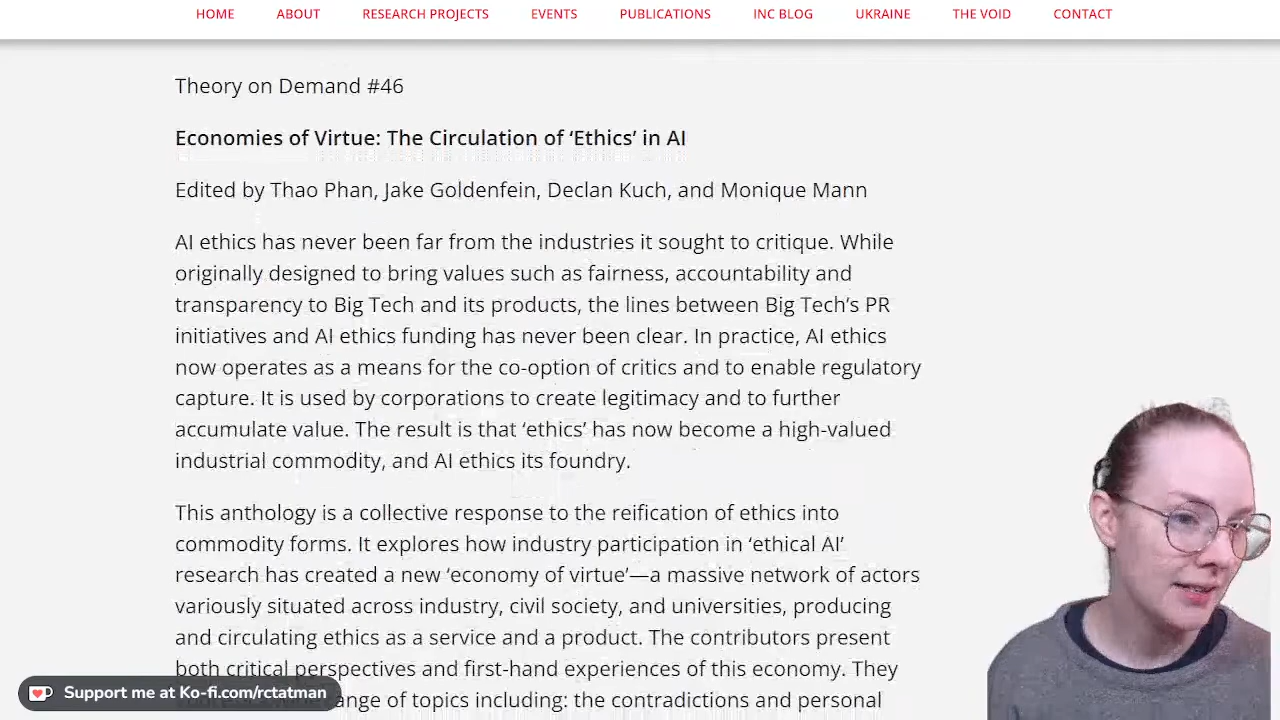 HOME ABOUT RESEARCH PROJECTS EVENTS PUBLICATIONS INC BLOG UKRAINE THE VOID CONTACT
Theory on Demand #46
Economies of Virtue: The Circulation of ‘Ethics’ in AI
Edited by Thao Phan, Jake Goldenfein, Declan Kuch, and Monique Mann
AI ethics has never been far from the industries it sought to critique. While
originally designed to bring values such as fairness, accountability and
transparency to Big Tech and its products, the lines between Big Tech’s PR
initiatives and AI ethics funding has never been clear. In practice, AI ethics
now operates as a means for the co-option of critics and to enable regulatory
capture. It is used by corporations to create legitimacy and to further
accumulate value. The result is that ‘ethics’ has now become a high-valued
industrial commodity, and AI ethics its foundry.
This anthology is a collective response to the reification of ethics into
commodity forms. It explores how industry participation in ‘ethical AI’
research has created a new ‘economy of virtue’—a massive network of actors
variously situated across industry, civil society, and universities, producing
and circulating ethics as a service and a product. The contributors present
both critical perspectives and first-hand experiences of this economy. They
of topics including: the contradictions and personal
Support me at Ko-fi.com/rctatman